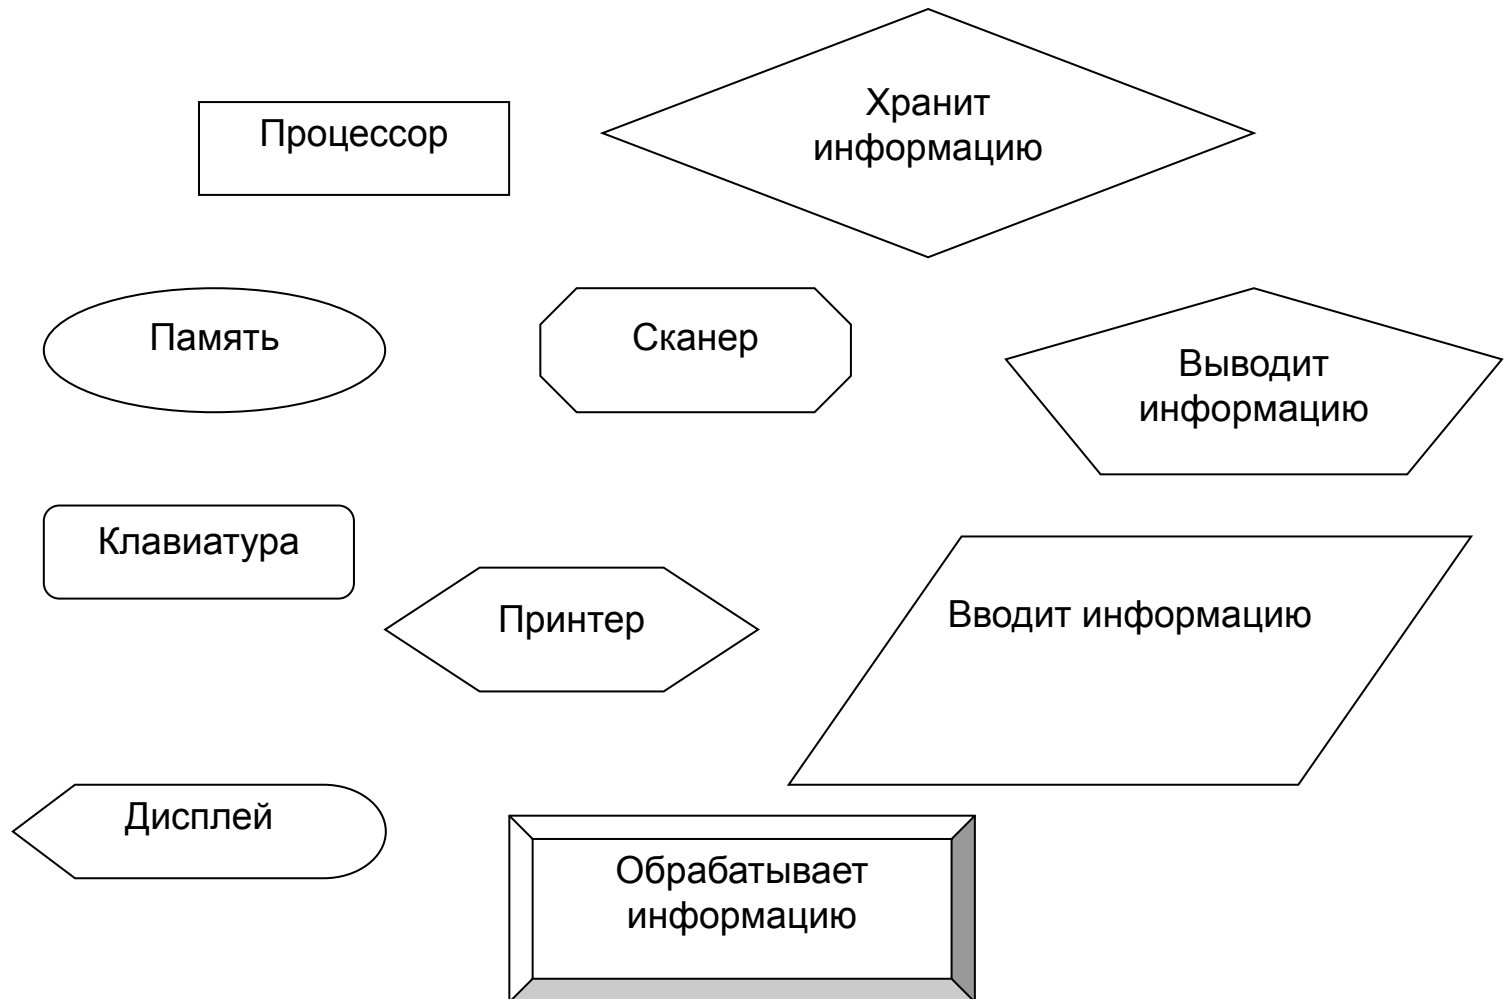 Процессор
Хранит
информацию
Память
Сканер
Выводит
информацию
Клавиатура
Принтер
Вводит информацию
Дисплей
Обрабатывает
информацию